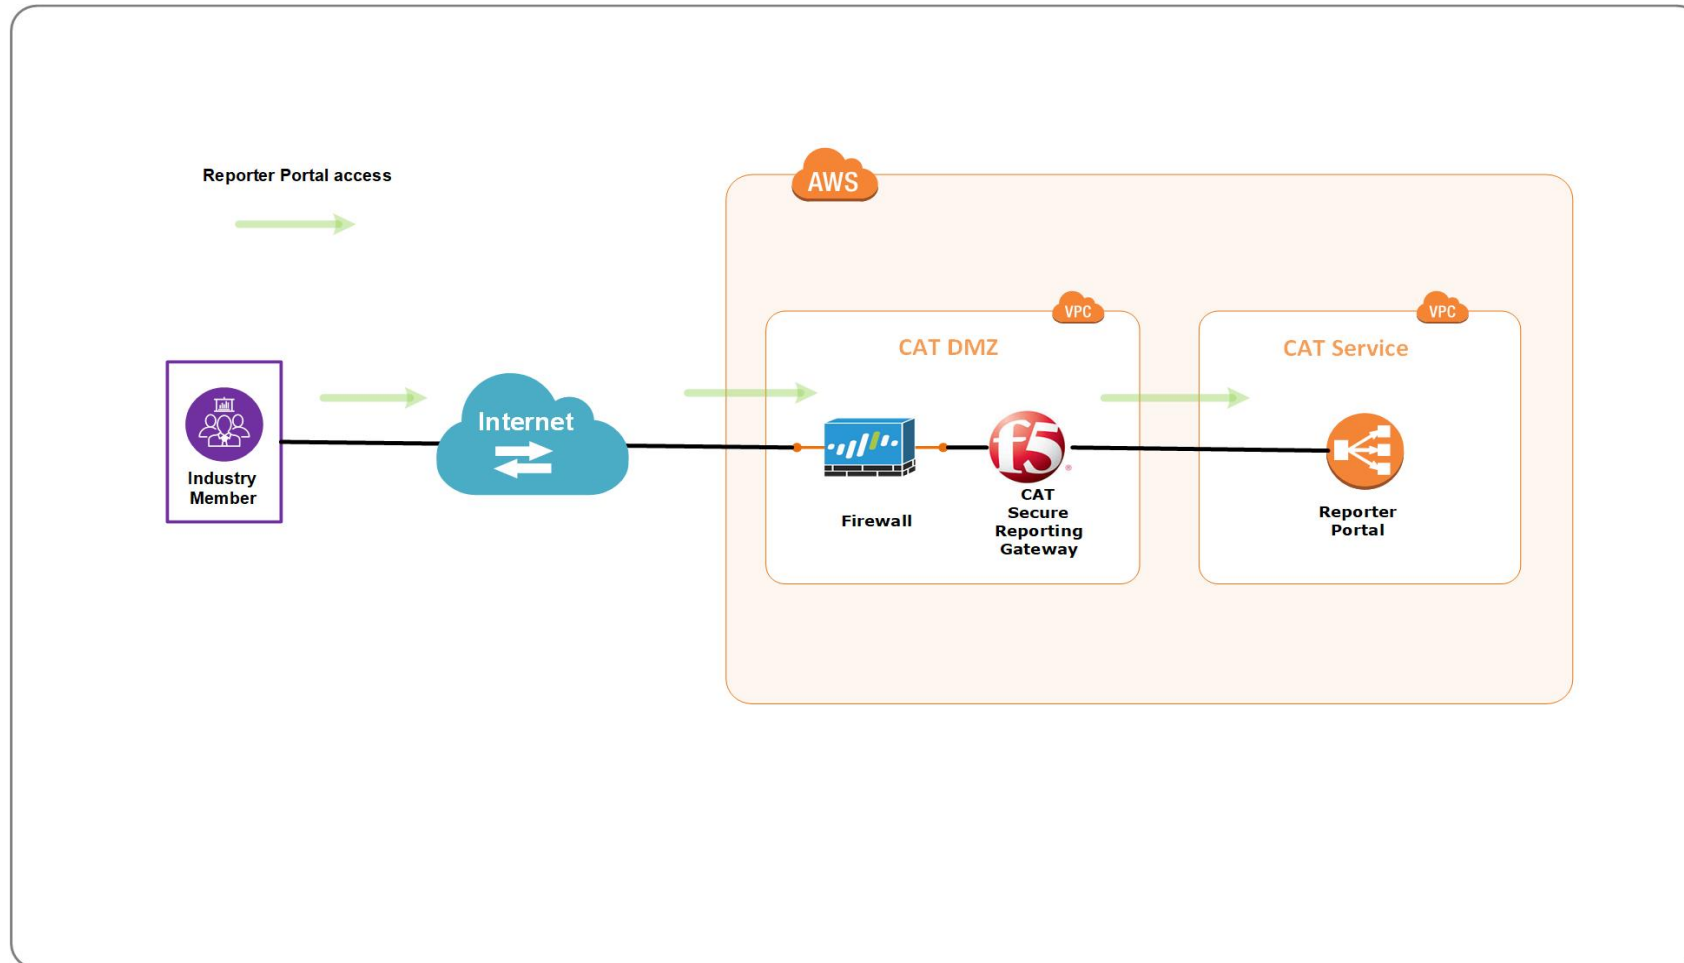 Reporter Portal access
AWS
VPC
VPC
CAT DMZ
CAT Service
Internet
f5
®
Industry
Member
Firewall
CAT
Secure
Reporting
Gateway
Reporter
Portal